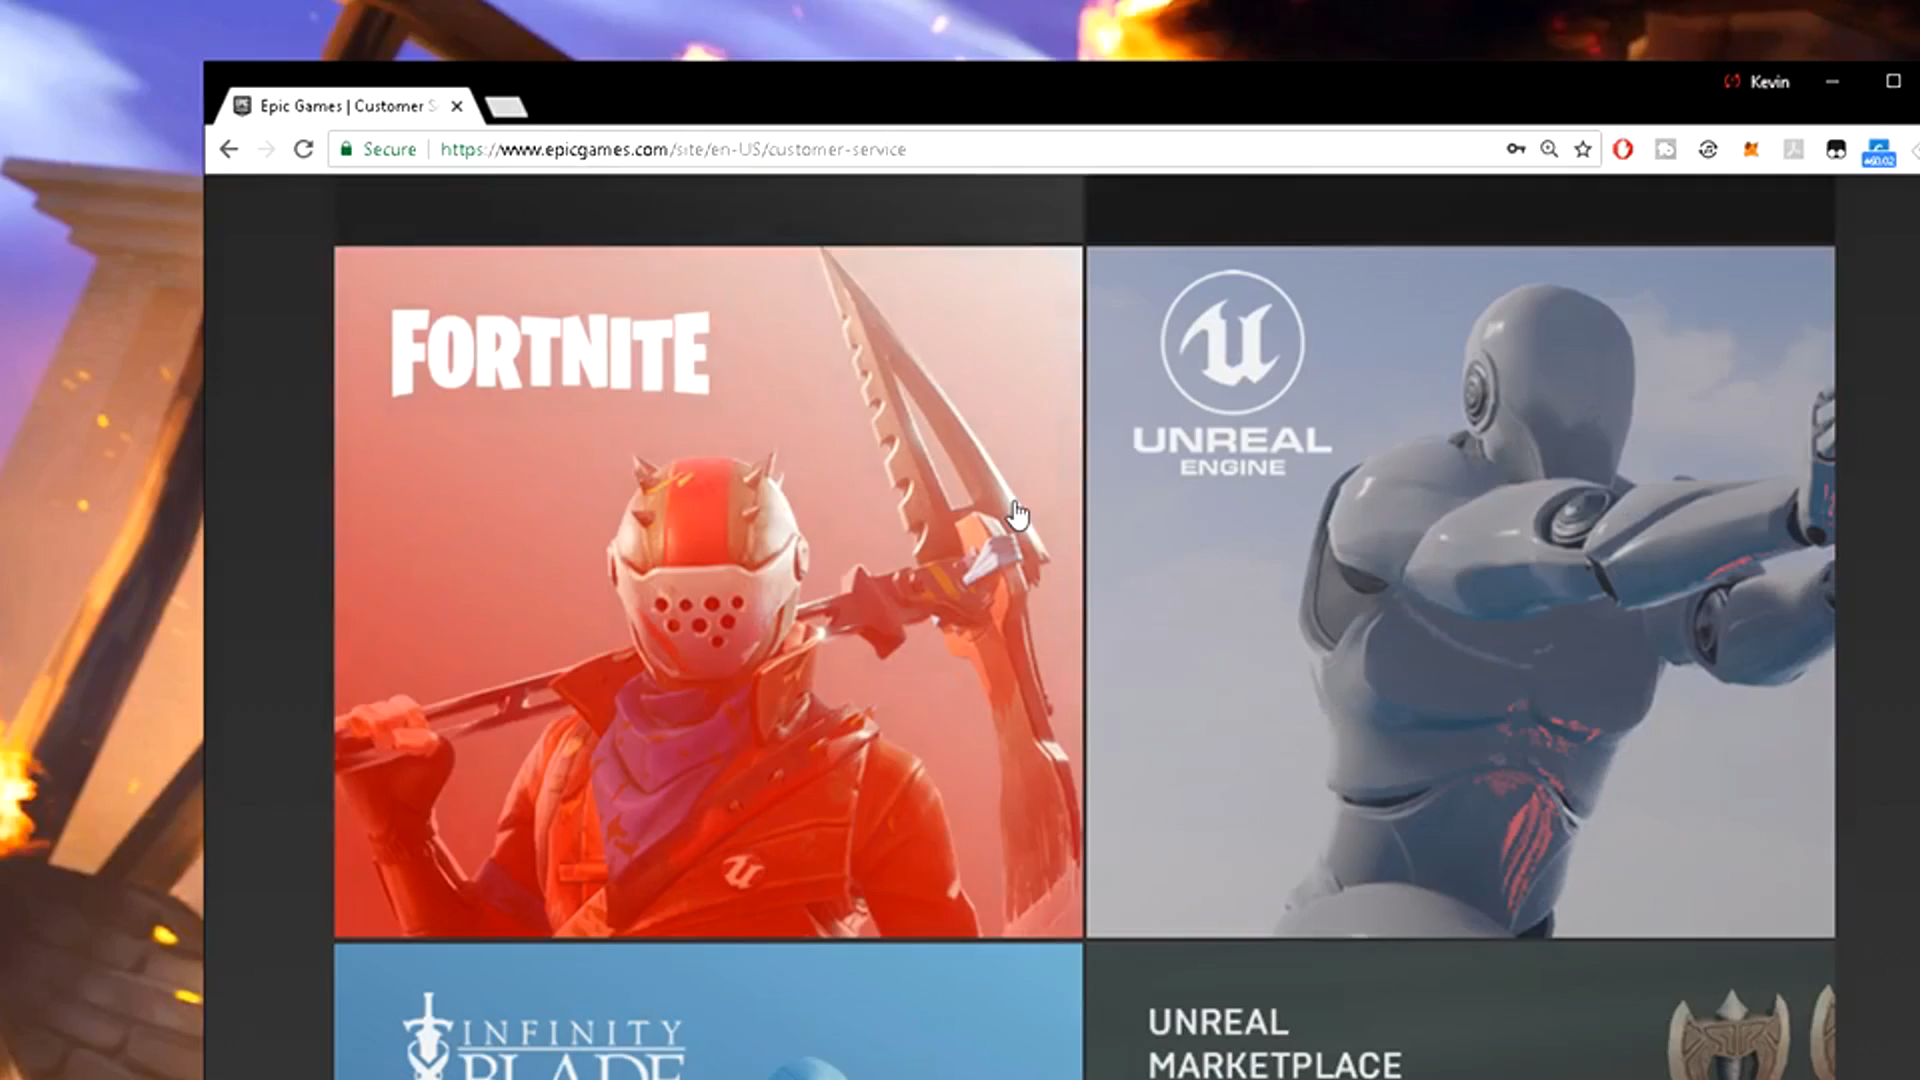 Kevin
Epic Games | Customer S
Secure https://www.epicgames.com/site/en-US/customer-service
FORTNITE
UNREAL
ENGINE
INFINITY
BLADE
UNREAL
MARKETPLACE